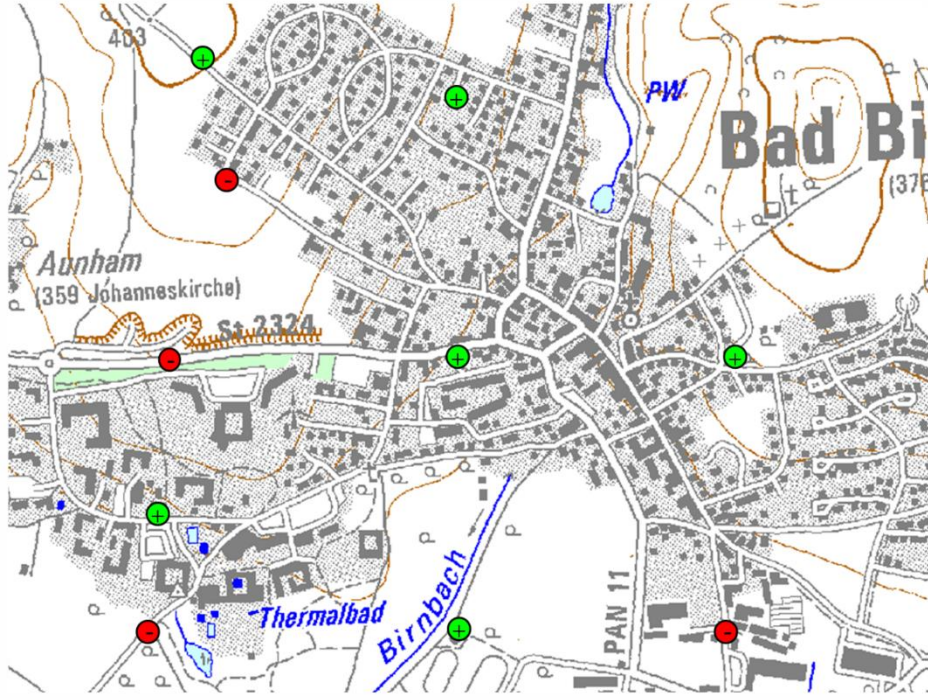 403
PW
Bad Bi
(376
Aunham
(359 Johanneskirche)
St 2324
Birnbach
PAN 11
Thermalbad